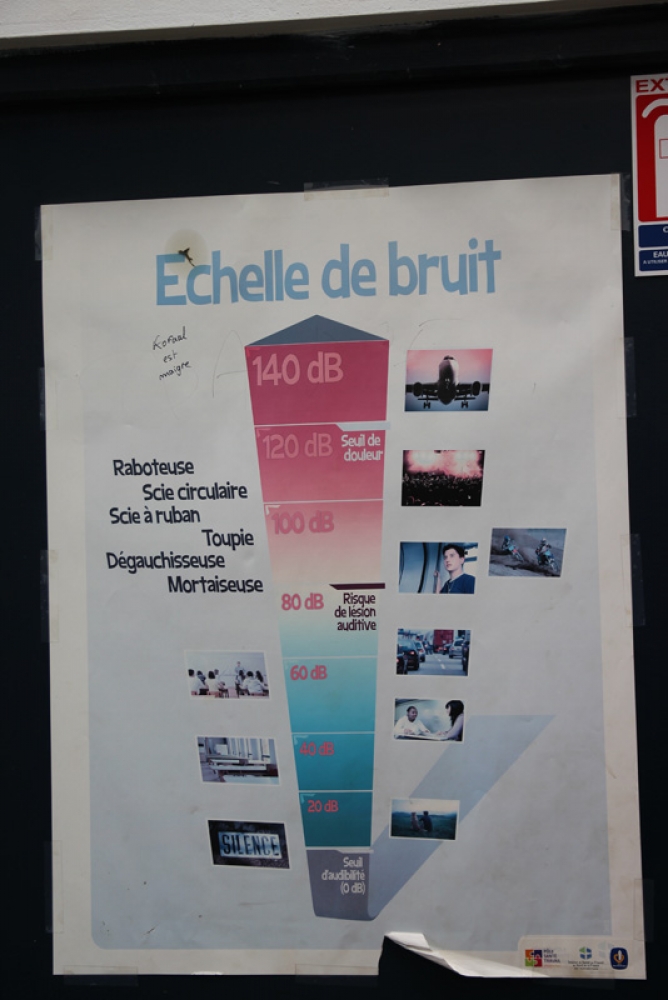 EXT
Echelle de bruit
est
maigre
140 dB
120 dB
Seuil de
douleur
Raboteuse
Scie circulaire
Scie à ruban
100 dB
Toupie
Dégauchisseuse
Mortaiseuse
80 dB
Risque
de lésion
auditive
60 dB
40 dB
20 dB
SILENCE
Seuil
d'audibilité
(0 dB)
EAU